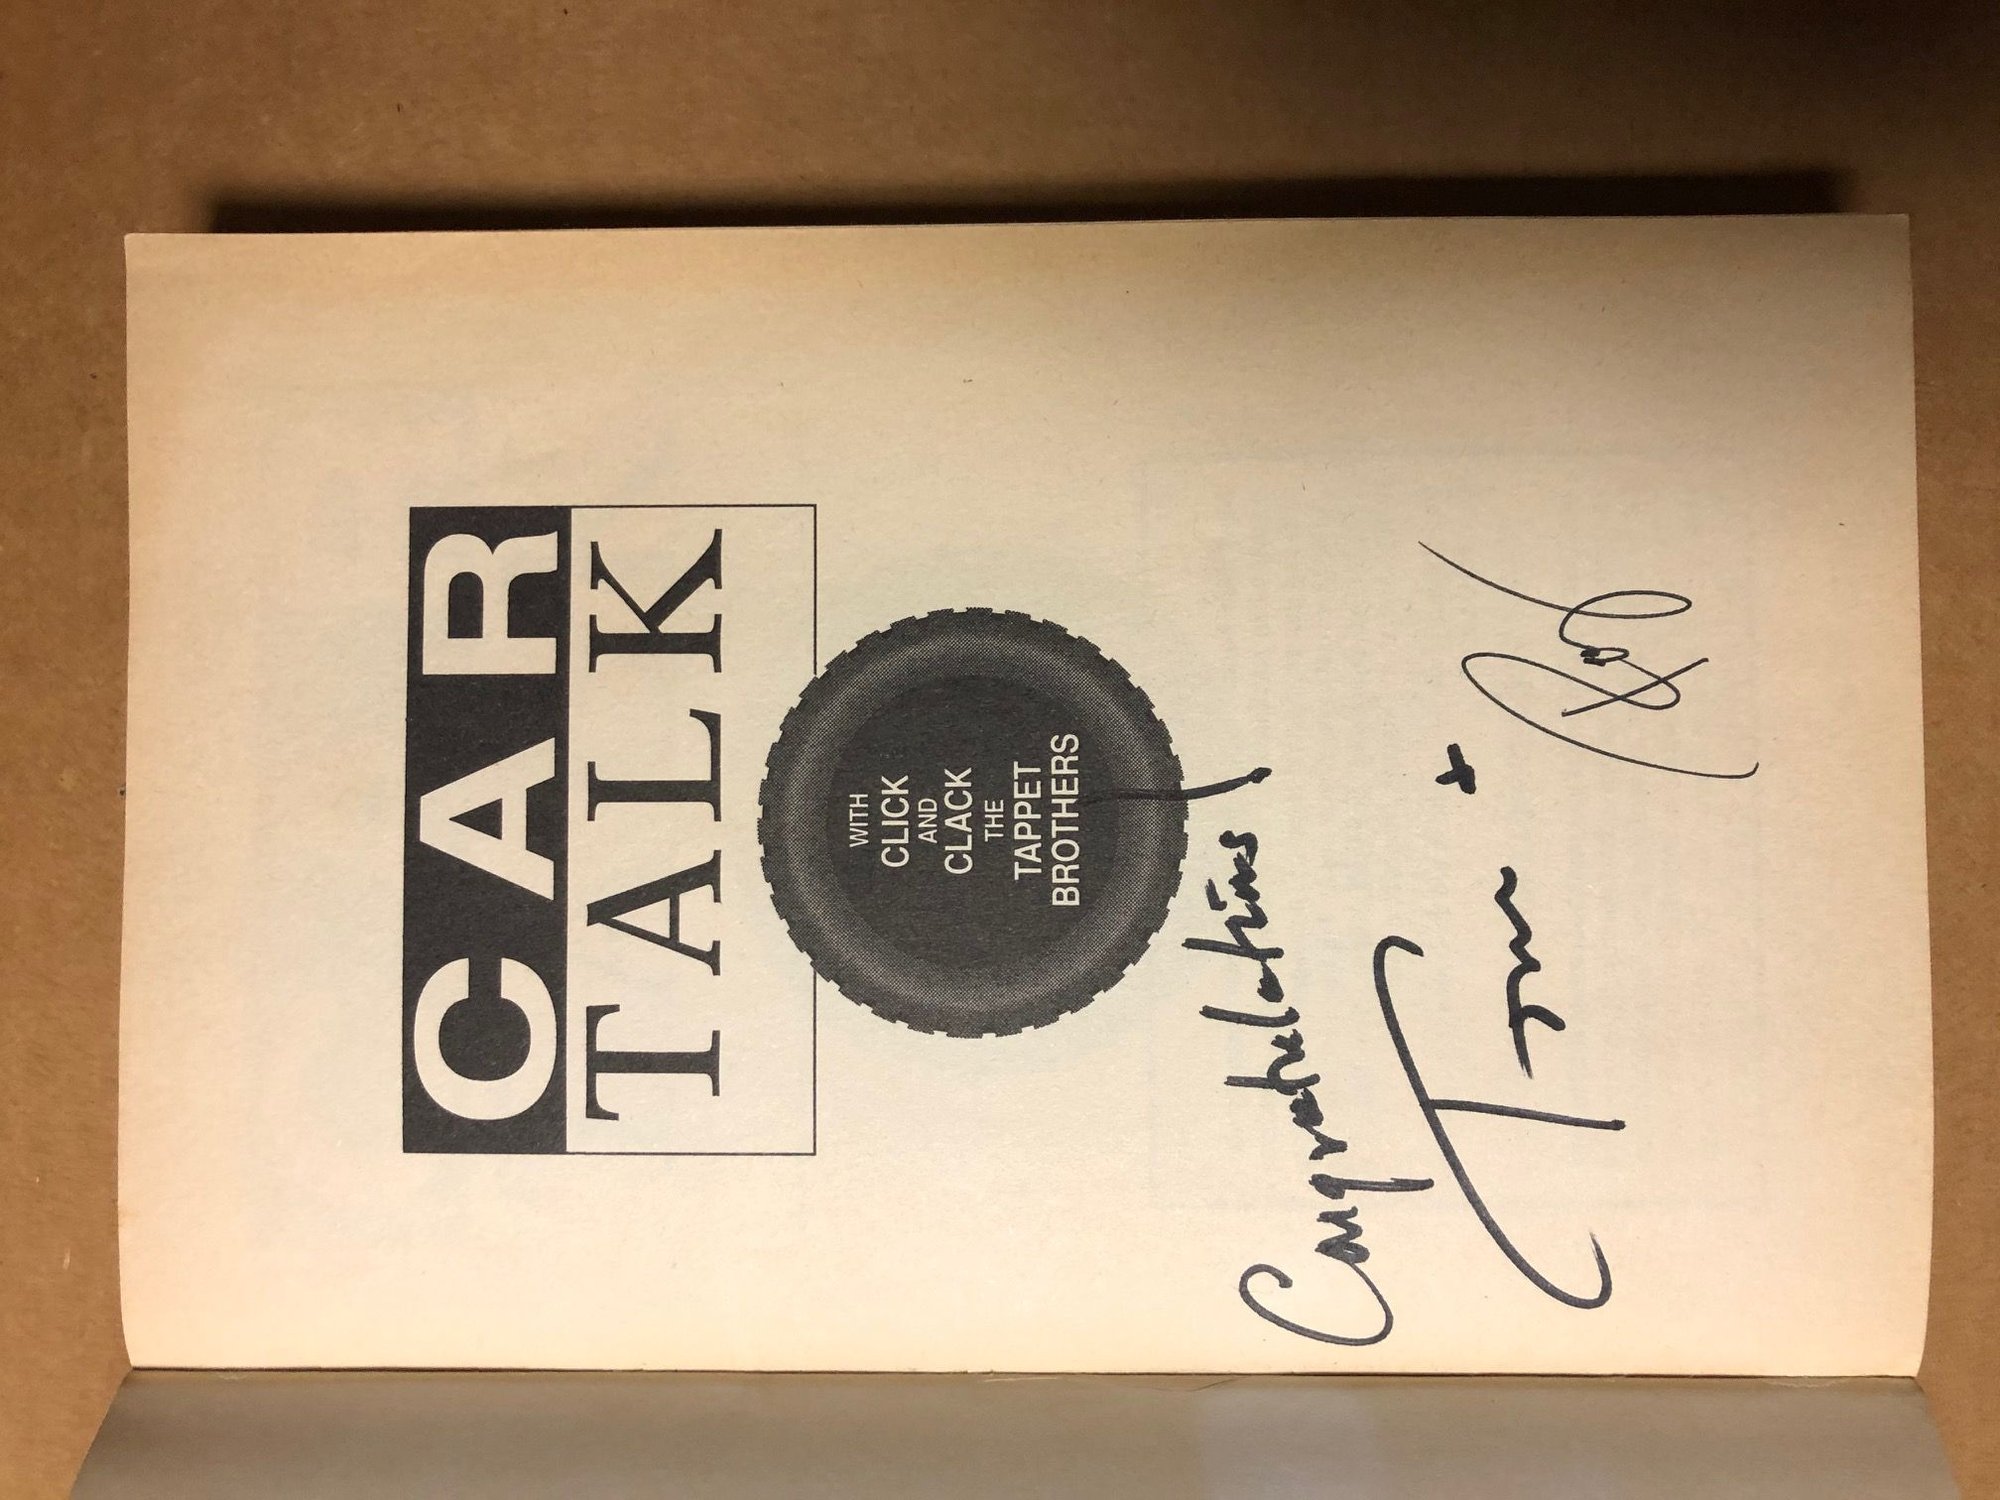 CAR
TALK
WITH
CLICK
AND
CLACK
THE
TAPPET
BROTHERS
Congratulations!
Tom + Ray